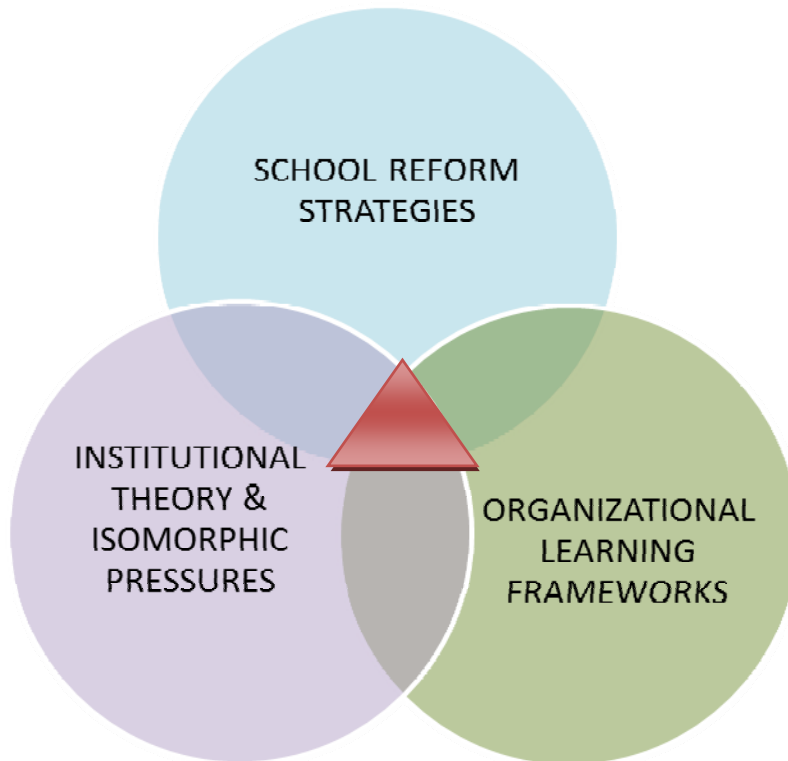 SCHOOL REFORM
STRATEGIES
INSTITUTIONAL
THEORY &
ISOMORPHIC
PRESSURES
ORGANIZATIONAL
LEARNING
FRAMEWORKS